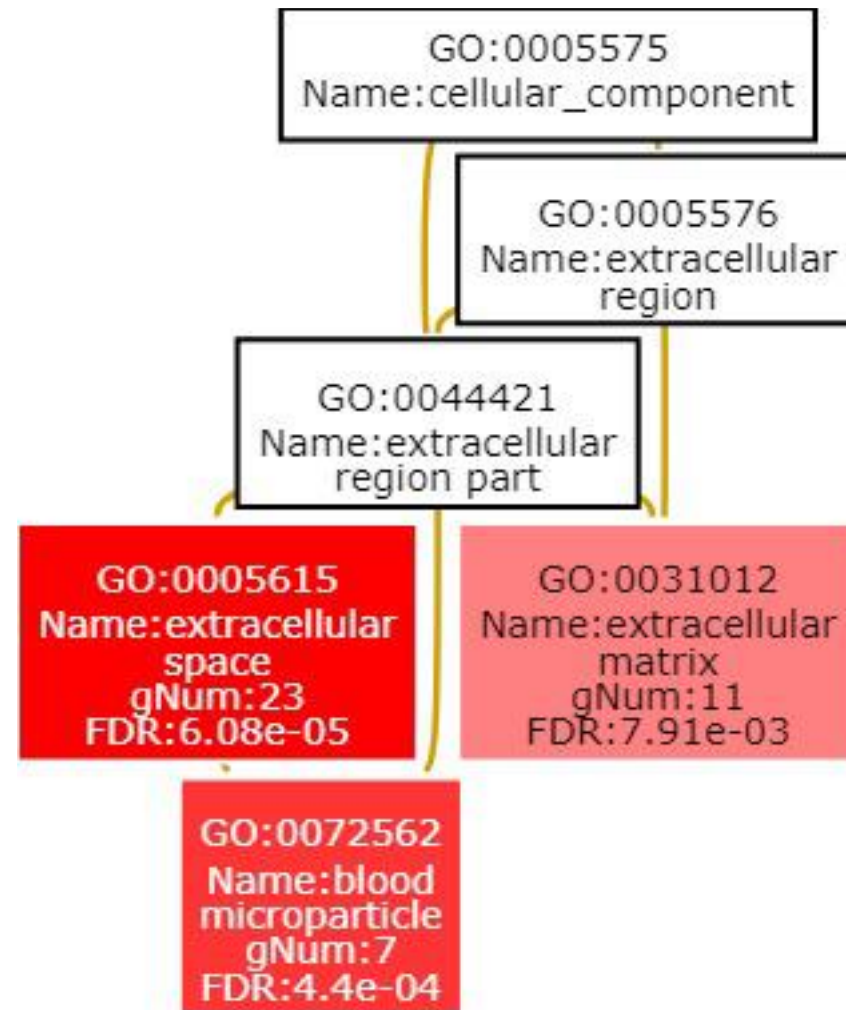 GO:0005575
Name:cellular_component
GO:0005576
Name:extracellular
region
GO:0044421
Name:extracellular
region part
GO:0005615
Name:extracellular
space
gNum:23
FDR:6.08e-05
GO:0031012
Name:extracellular
matrix
gNum:11
FDR:7.91e-03
GO:0072562
Name:blood
microparticle
gNum:7
FDR:4.4e-04